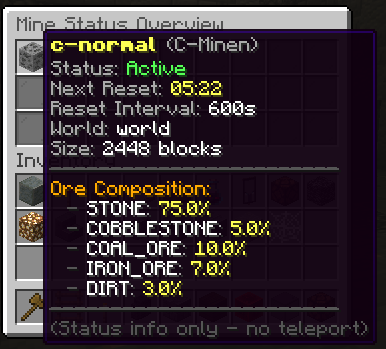 Mine Status Overview
c-normal (C-Minen)
Status: Active
Next Reset: 05:22
Reset Interval: 600s
World: world
Size: 2448 blocks
Inv
Ore Composition:
- STONE: 75.0%
- COBBLESTONE: 5.0%
- COAL_ORE: 10.0%
- IRON_ORE: 7.0%
- DIRT: 3.0%
(Status info only - no teleport)